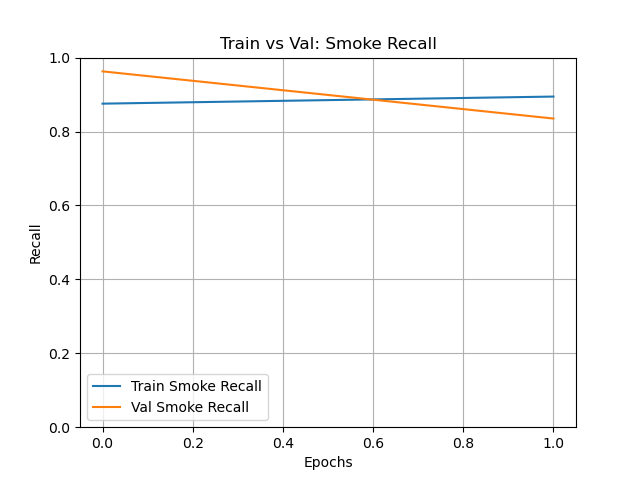 Train vs Val: Smoke Recall
1.0
0.8
0.6
0.4
0.2
0.0
Recall
Train Smoke Recall
Val Smoke Recall
0.0 0.2 0.4 0.6 0.8 1.0
Epochs